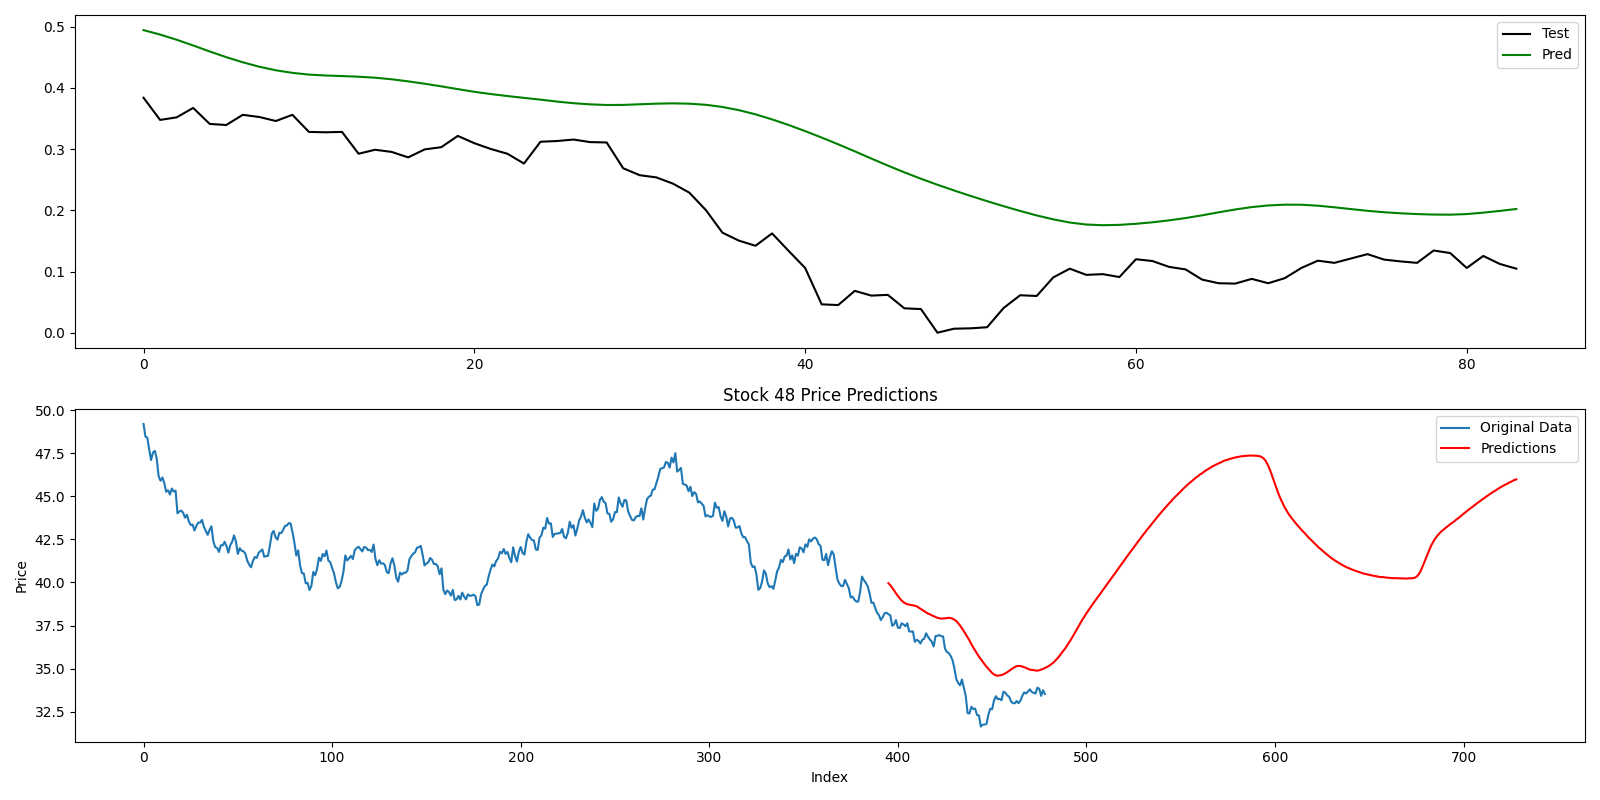 0.5
0.4
0.3
0.2
0.1
0.0
Test
Pred
0 20 40 60 80
Stock 48 Price Predictions
50.0
47.5
45.0
42.5
40.0
37.5
35.0
32.5
Price
Original Data
Predictions
0 100 200 300 400 500 600 700
Index